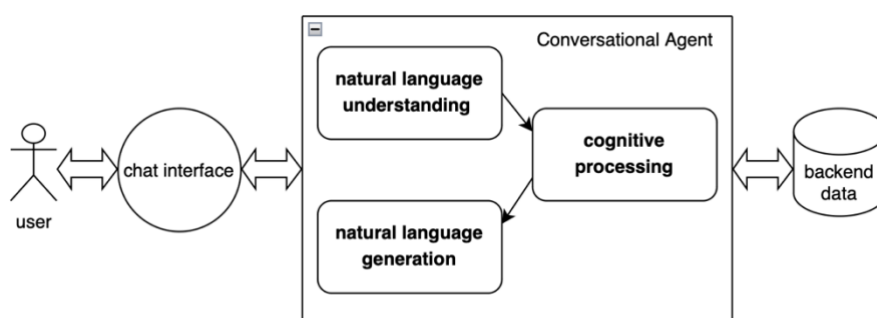 Conversational Agent
natural language
understanding
cognitive
processing
chat interface
backend
data
user
natural language
generation